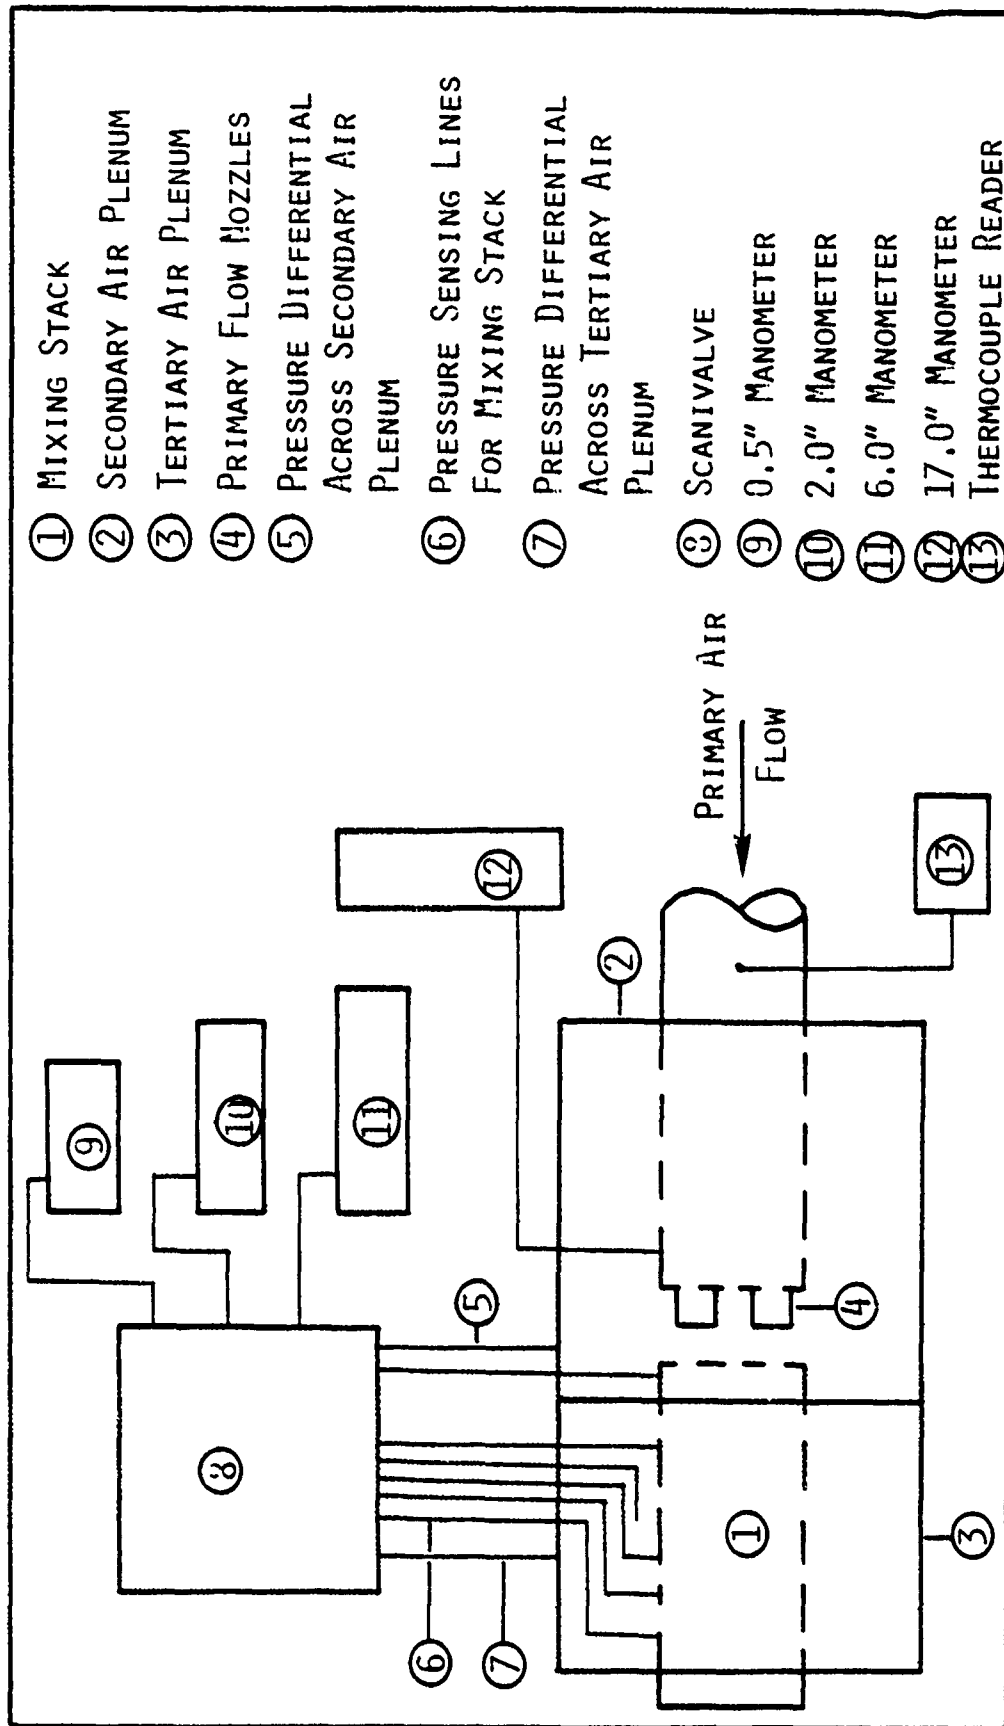 ① MIXING STACK
② SECONDARY AIR PLENUM
③ TERTIARY AIR PLENUM
④ PRIMARY FLOW NOZZLES
⑤ PRESSURE DIFFERENTIAL
ACROSS SECONDARY AIR
PLENUM
⑥ PRESSURE SENSING LINES
FOR MIXING STACK
⑦ PRESSURE DIFFERENTIAL
ACROSS TERTIARY AIR
PLENUM
⑧ SCANIVALVE
⑨ 0.5" MANOMETER
⑩ 2.0" MANOMETER
⑪ 6.0" MANOMETER
⑫ 17.0" MANOMETER
⑬ THERMOCOUPLE READER
⑨
⑩
⑪
⑫
⑧
⑤
⑥
⑦
②
PRIMARY AIR
FLOW
①
④
③
⑬